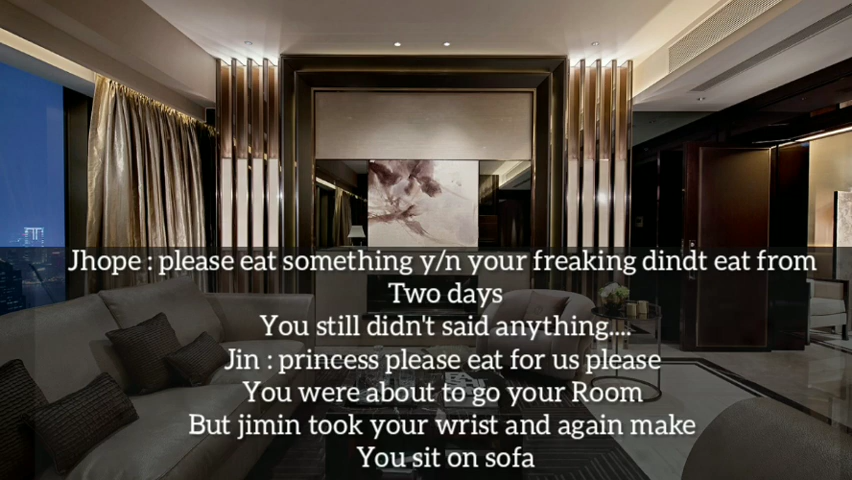 Jhope : please eat something y/n your freaking dindt eat from
Two days
You still didn't said anything....
Jin : princess please eat for us please
You were about to go your Room
But jimin took your wrist and again make
You sit on sofa